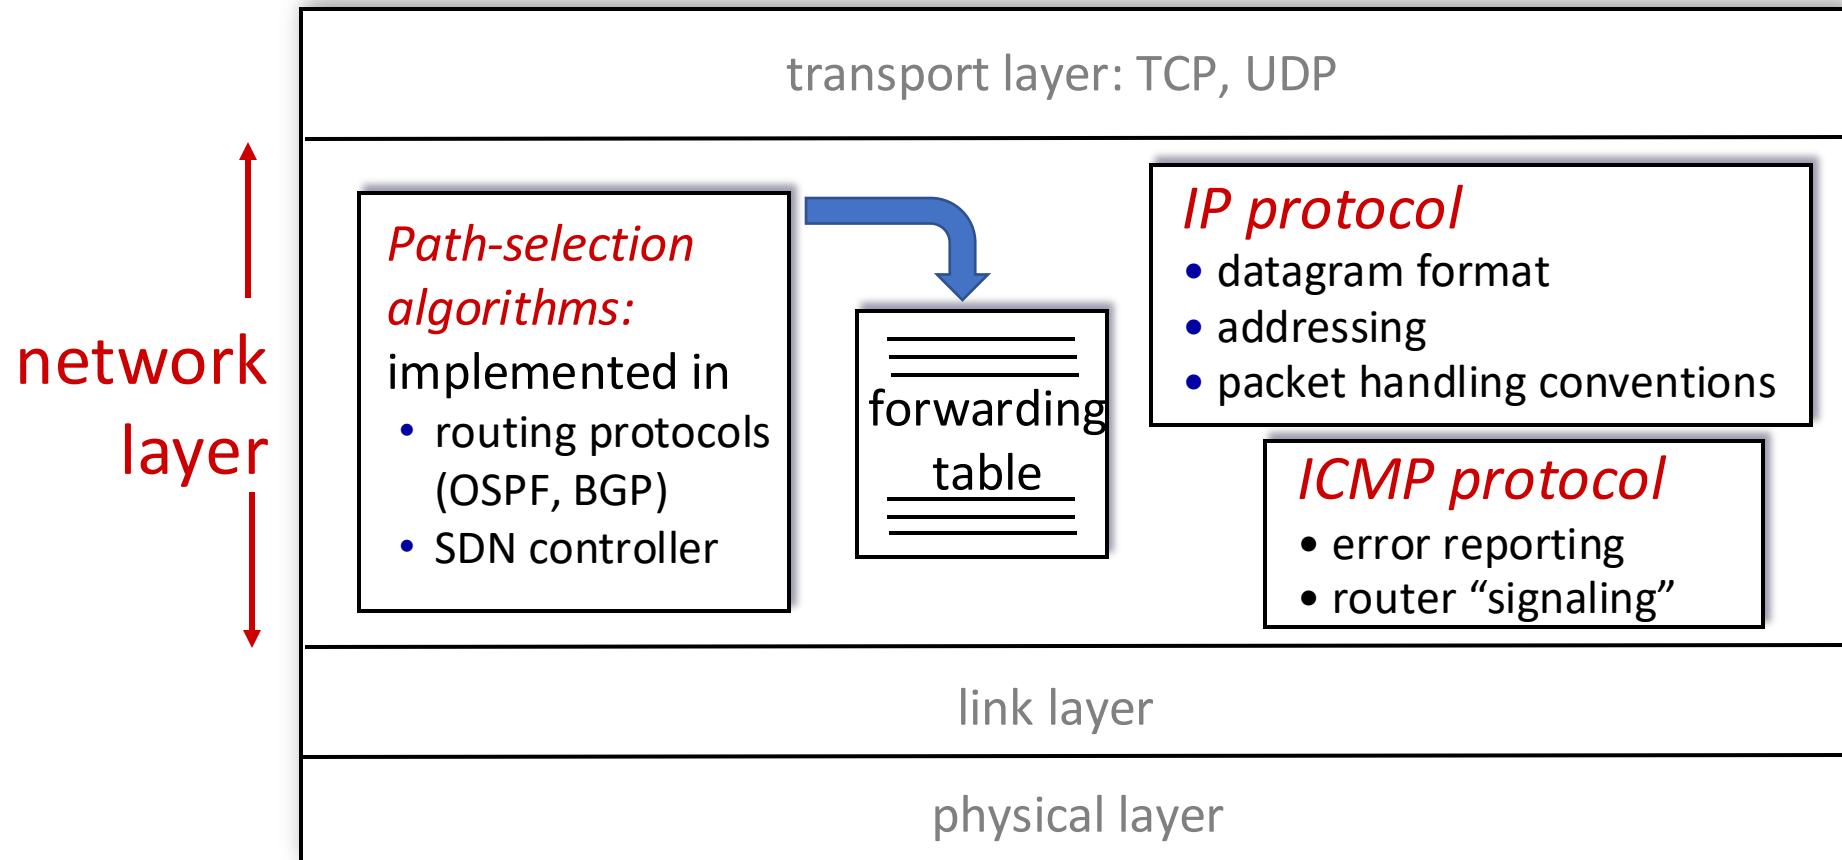 transport layer: TCP, UDP
network
layer
Path-selection
algorithms:
implemented in
• routing protocols
(OSPF, BGP)
• SDN controller
forwarding
table
IP protocol
• datagram format
• addressing
• packet handling conventions
ICMP protocol
• error reporting
• router “signaling”
link layer
physical layer